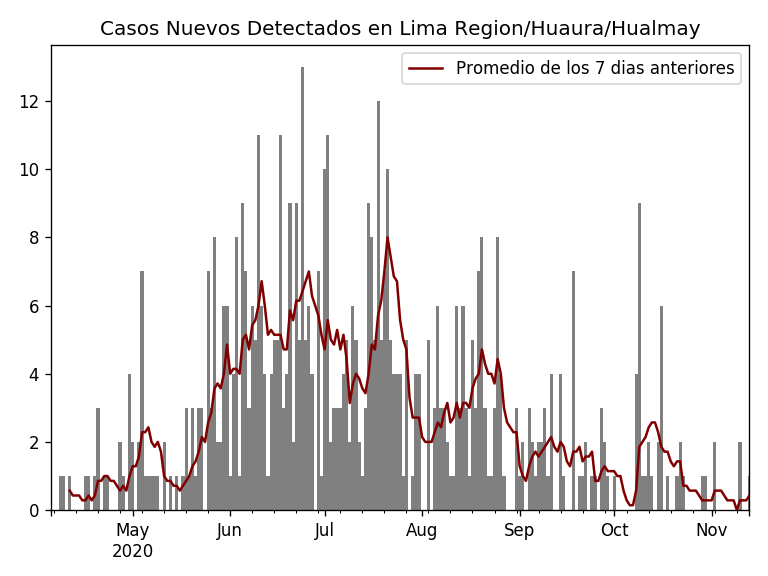 Casos Nuevos Detectados en Lima Region/Huaura/Hualmay
Promedio de los 7 dias anteriores
12
10
8
6
4
2
0
May Jun Jul Aug Sep Oct Nov
2020